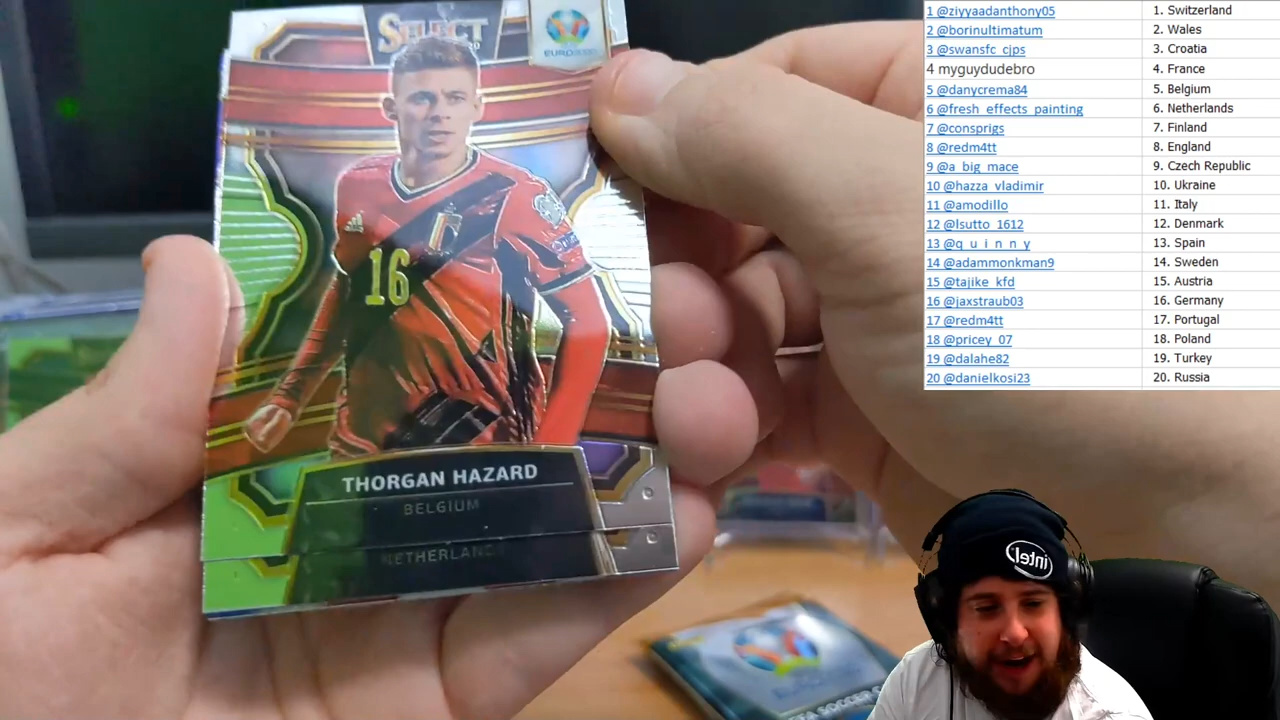 SELECT
EURO2020
16
THORGAN HAZARD
BELGIUM
NETHERLANDS
EURO
SOCCER
intel
1 @ziyyaadanthony05 1. Switzerland
2 @borinultimatum 2. Wales
3 @swansfc_cjps 3. Croatia
4 myguydudebro 4. France
5 @danycrema84 5. Belgium
6 @fresh_effects_painting 6. Netherlands
7 @consprigs 7. Finland
8 @redm4tt 8. England
9 @a_big_mace 9. Czech Republic
10 @hazza_vladimir 10. Ukraine
11 @amodillo 11. Italy
12 @lsutto_1612 12. Denmark
13 @q_u_i_n_n_y 13. Spain
14 @adammonkman9 14. Sweden
15 @tajike_kfd 15. Austria
16 @jaxstraub03 16. Germany
17 @redm4tt 17. Portugal
18 @pricey_07 18. Poland
19 @dalahe82 19. Turkey
20 @danielkosi23 20. Russia